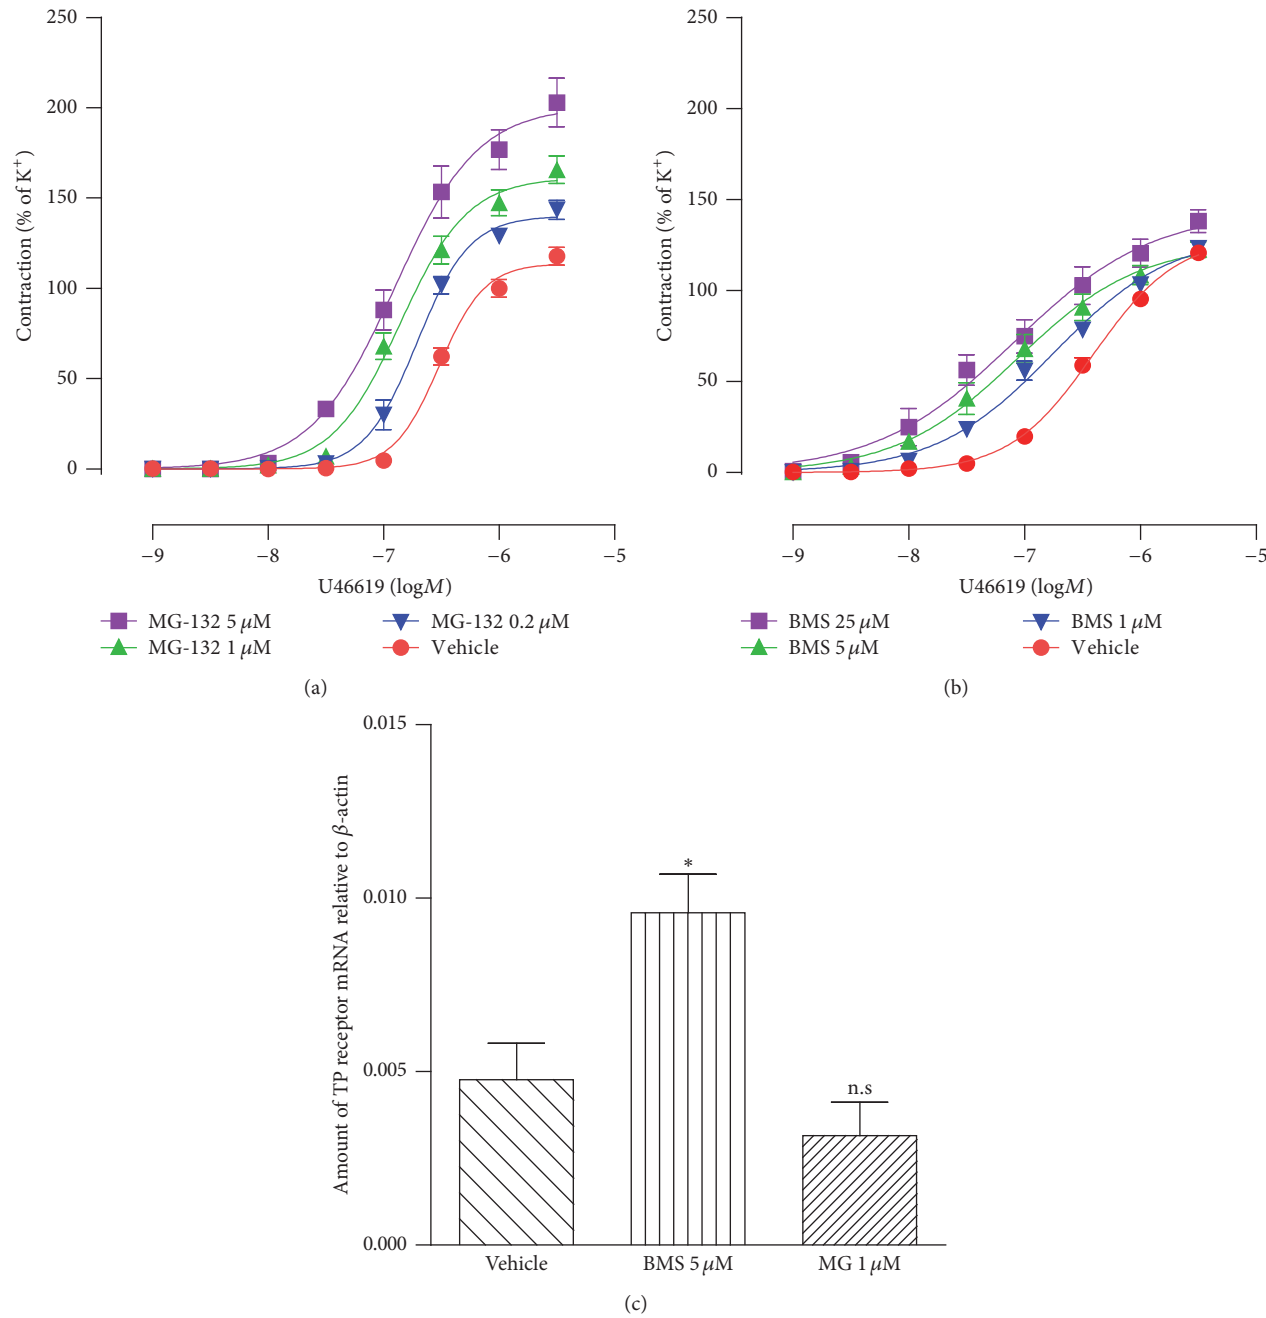 250
200
150
100
50
0
Contraction (% of K⁺)
−9
−8
−7
−6
−5
U46619 (logM)
MG-132 5 μM
MG-132 0.2 μM
MG-132 1 μM
Vehicle
(a)
250
200
150
100
50
0
Contraction (% of K⁺)
−9
−8
−7
−6
−5
U46619 (logM)
BMS 25 μM
BMS 1 μM
BMS 5 μM
Vehicle
(b)
0.015
0.010
0.005
0.000
Amount of TP receptor mRNA relative to β-actin
*
n.s
Vehicle
BMS 5 μM
MG 1 μM
(c)